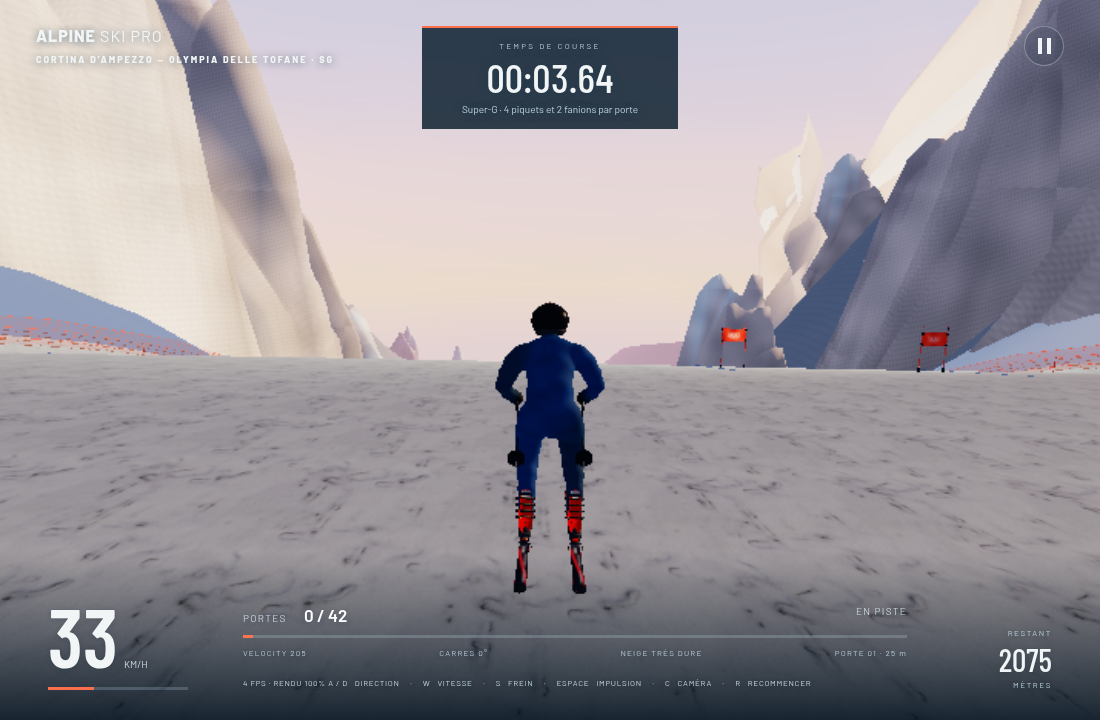 ALPINE SKI PRO
CORTINA D'AMPEZZO — OLYMPIA DELLE TOFANE · SG
TEMPS DE COURSE
00:03.64
Super-G · 4 piquets et 2 fanions par porte
33 KM/H
PORTES 0 / 42
EN PISTE
VELOCITY 205 CARRES 0° NEIGE TRÈS DURE PORTE 01 · 25 m
4 FPS · RENDU 100% A / D DIRECTION · W VITESSE · S FREIN · ESPACE IMPULSION · C CAMÉRA · R RECOMMENCER
RESTANT
2075
MÈTRES